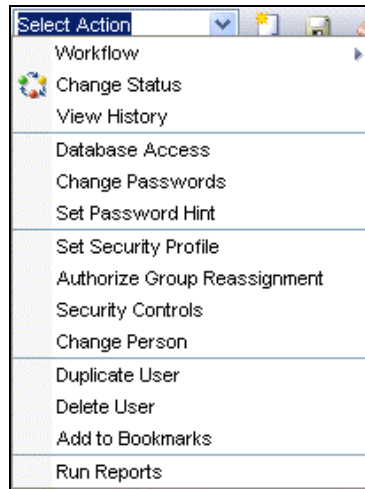 Select Action
Workflow
Change Status
View History
Database Access
Change Passwords
Set Password Hint
Set Security Profile
Authorize Group Reassignment
Security Controls
Change Person
Duplicate User
Delete User
Add to Bookmarks
Run Reports